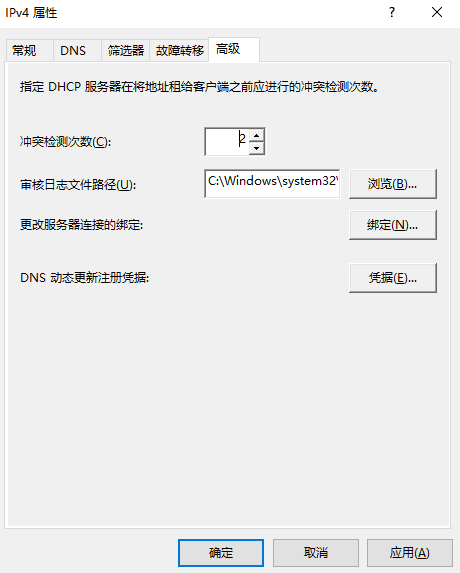 IPv4 属性
?
常规 DNS 筛选器 故障转移 高级
指定 DHCP 服务器在将地址租给客户端之前应进行的冲突检测次数。
冲突检测次数(C): 2
审核日志文件路径(U): C:\Windows\system32\ 浏览(B)...
更改服务器连接的绑定: 绑定(N)...
DNS 动态更新注册凭据: 凭据(E)...
确定 取消 应用(A)